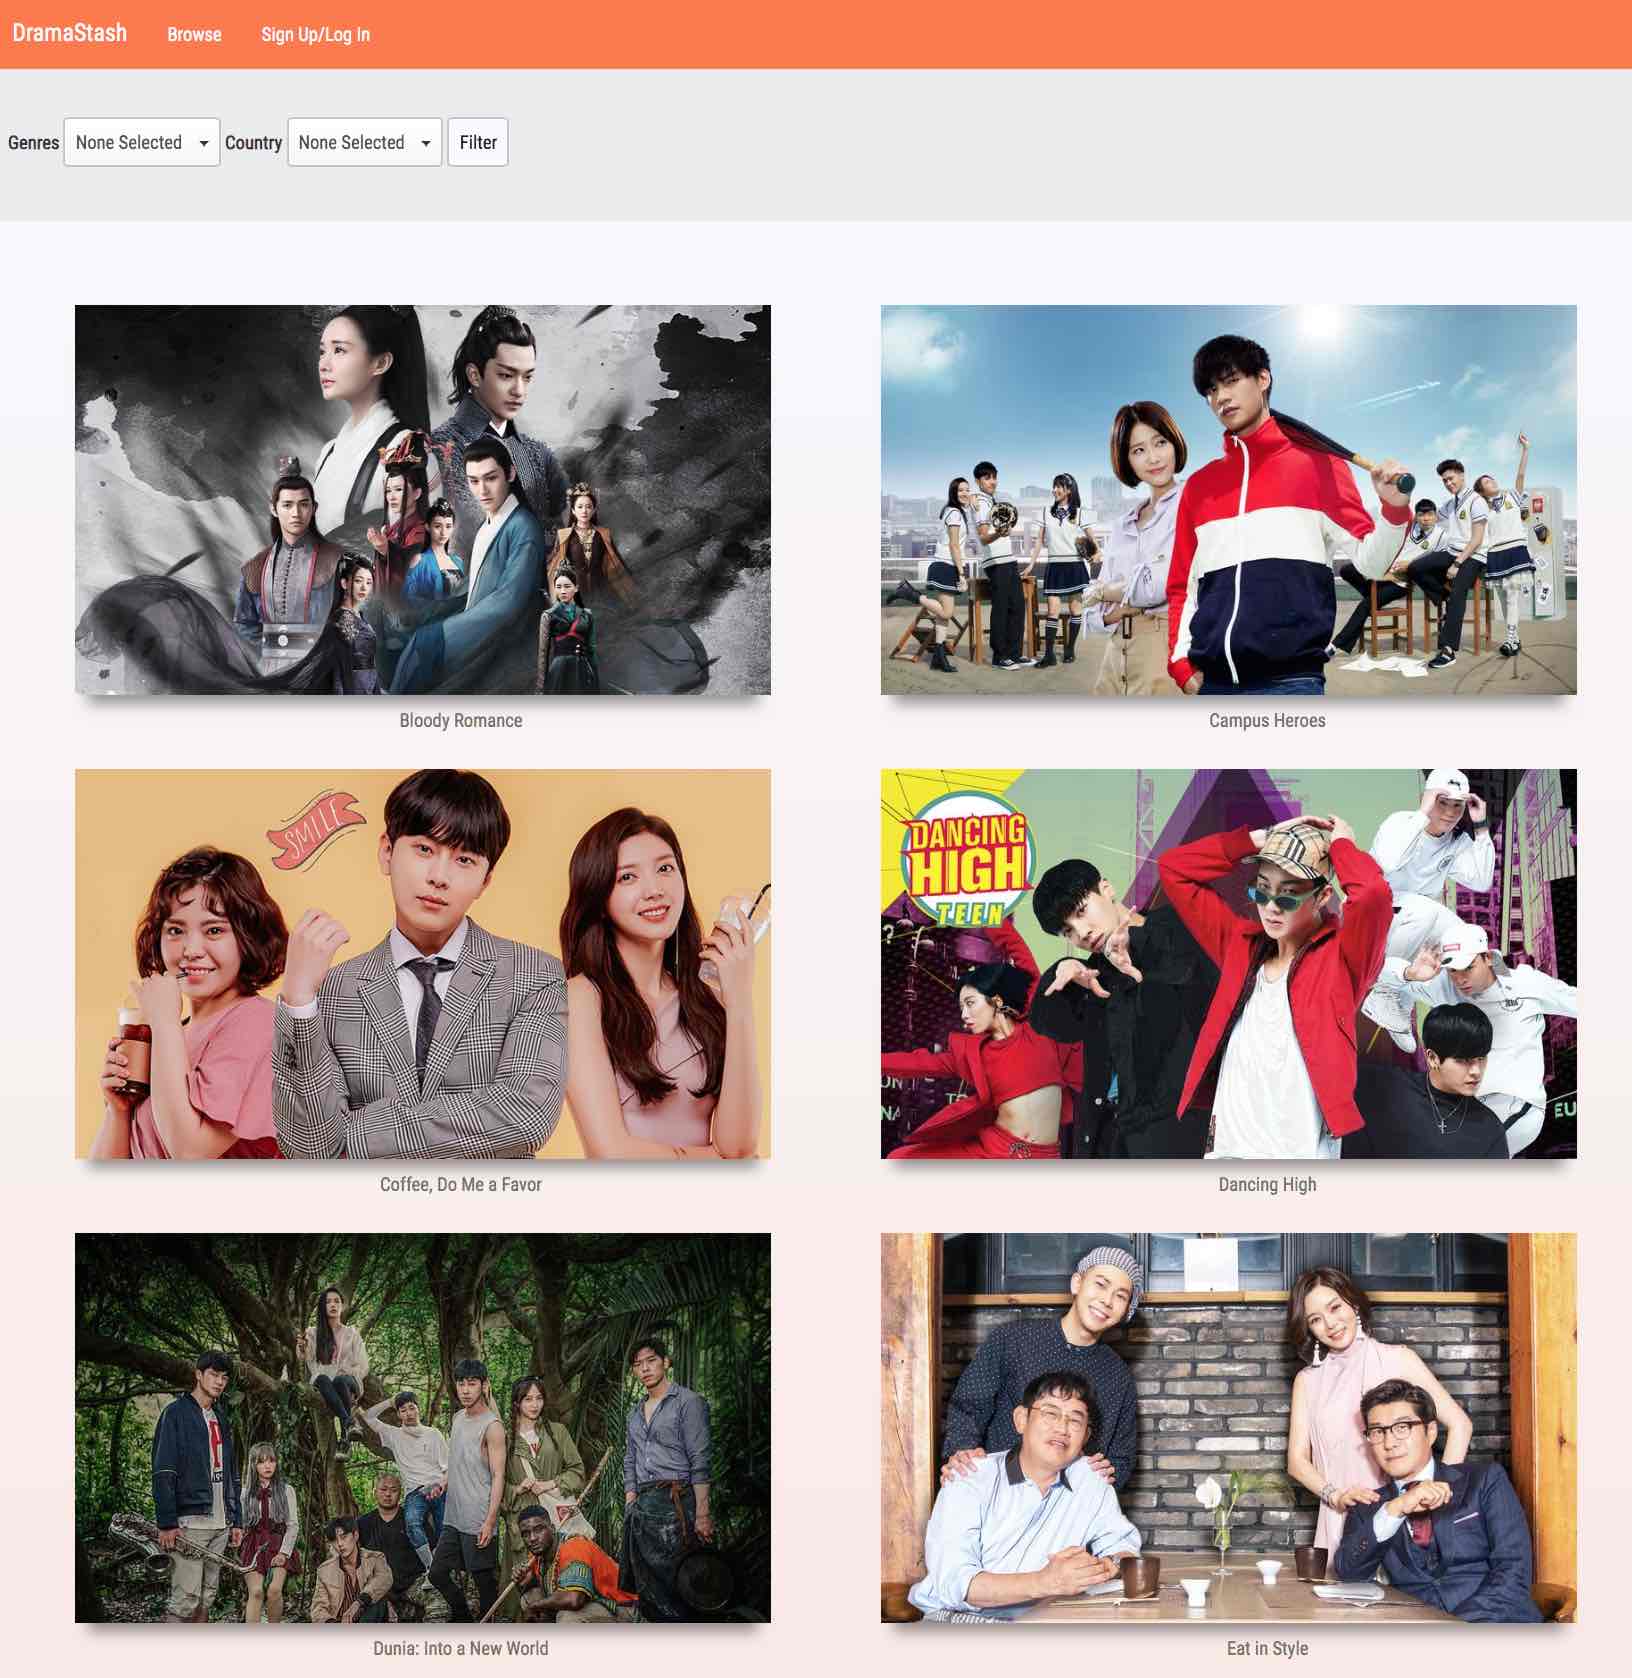 DramaStash Browse Sign Up/Log In
Genres None Selected Country None Selected Filter
Bloody Romance
Campus Heroes
SMILE
DANCING
HIGH
TEEN
?
EU
Coffee, Do Me a Favor
Dancing High
Dunia: Into a New World
Eat in Style